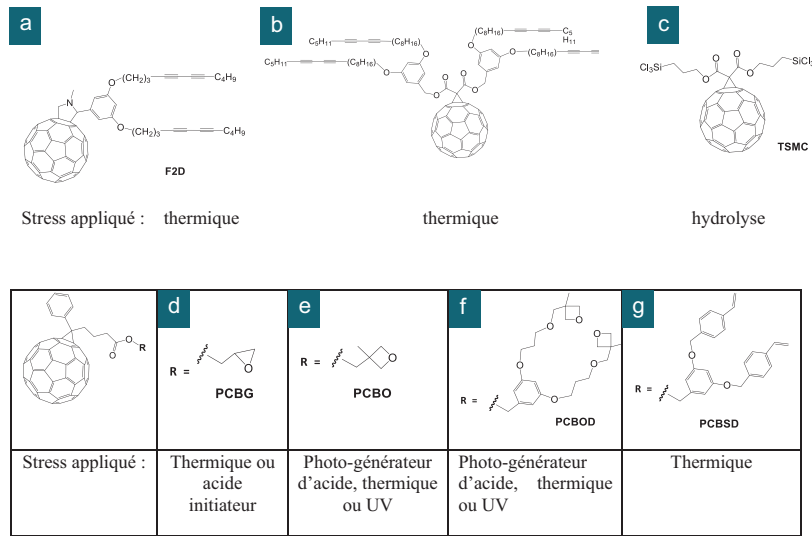 a
b
c
N
O(CH2)3
C4H9
O
(CH2)3
C4H9
F2D
C5H11
(C8H16)
O
C5H11
(C8H16)
O
O
(C8H16)
C5
H11
O
(C8H16)
O
O
O
O
Cl3Si
O
O
O
O
SiCl3
TSMC
Stress appliqué : thermique
thermique
hydrolyse
O
O
R
d
R =
O
PCBG
e
R =
O
PCBO
f
O
O
O
O
O
O
R =
PCBOD
g
O
O
R =
PCBSD
Stress appliqué :
Thermique ou
acide
initiateur
Photo-générateur
d'acide, thermique
ou UV
Photo-générateur
d'acide, thermique
ou UV
Thermique